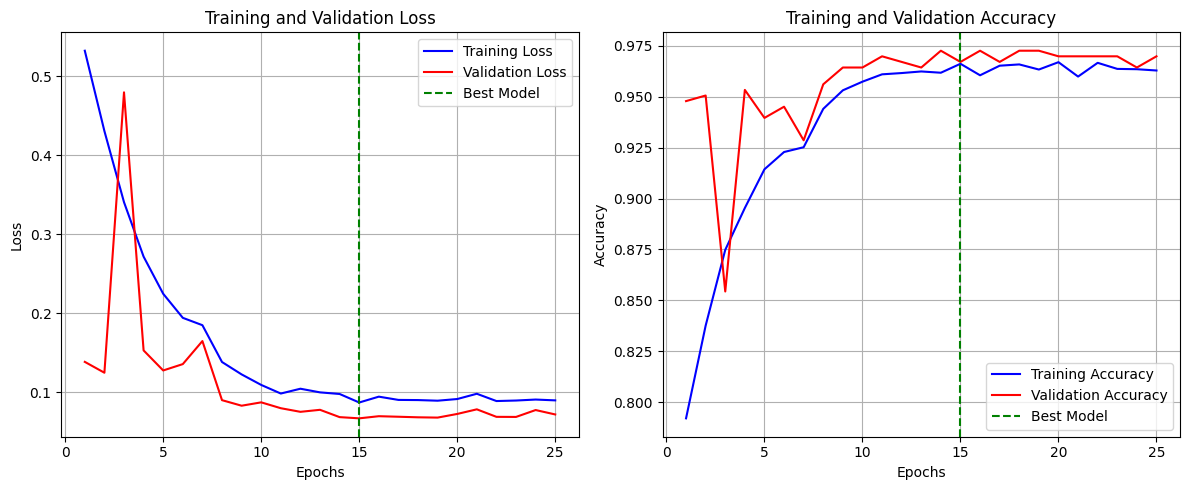 Training and Validation Loss
Training Loss
Validation Loss
Best Model
0.5
0.4
0.3
0.2
0.1
Loss
0
5
10
15
20
25
Epochs
Training and Validation Accuracy
0.975
0.950
0.925
0.900
0.875
0.850
0.825
0.800
Accuracy
Training Accuracy
Validation Accuracy
Best Model
0
5
10
15
20
25
Epochs